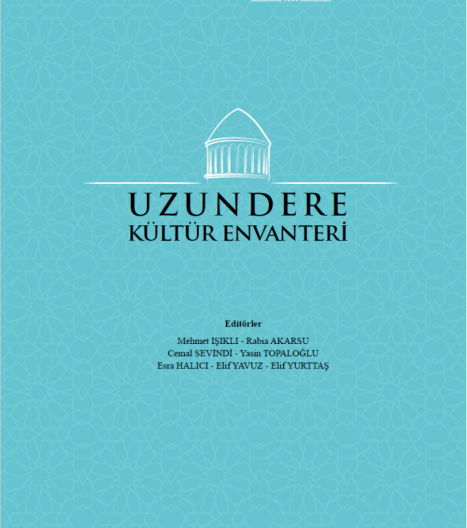 UZUNDERE
KÜLTÜR ENVANTERİ
Editörler
Mehmet IŞIKLI - Rabia AKARSU
Cemal SEVİNDİ - Yasin TOPALOĞLU
Esra HALICI - Elif YAVUZ - Elif YURTTAŞ